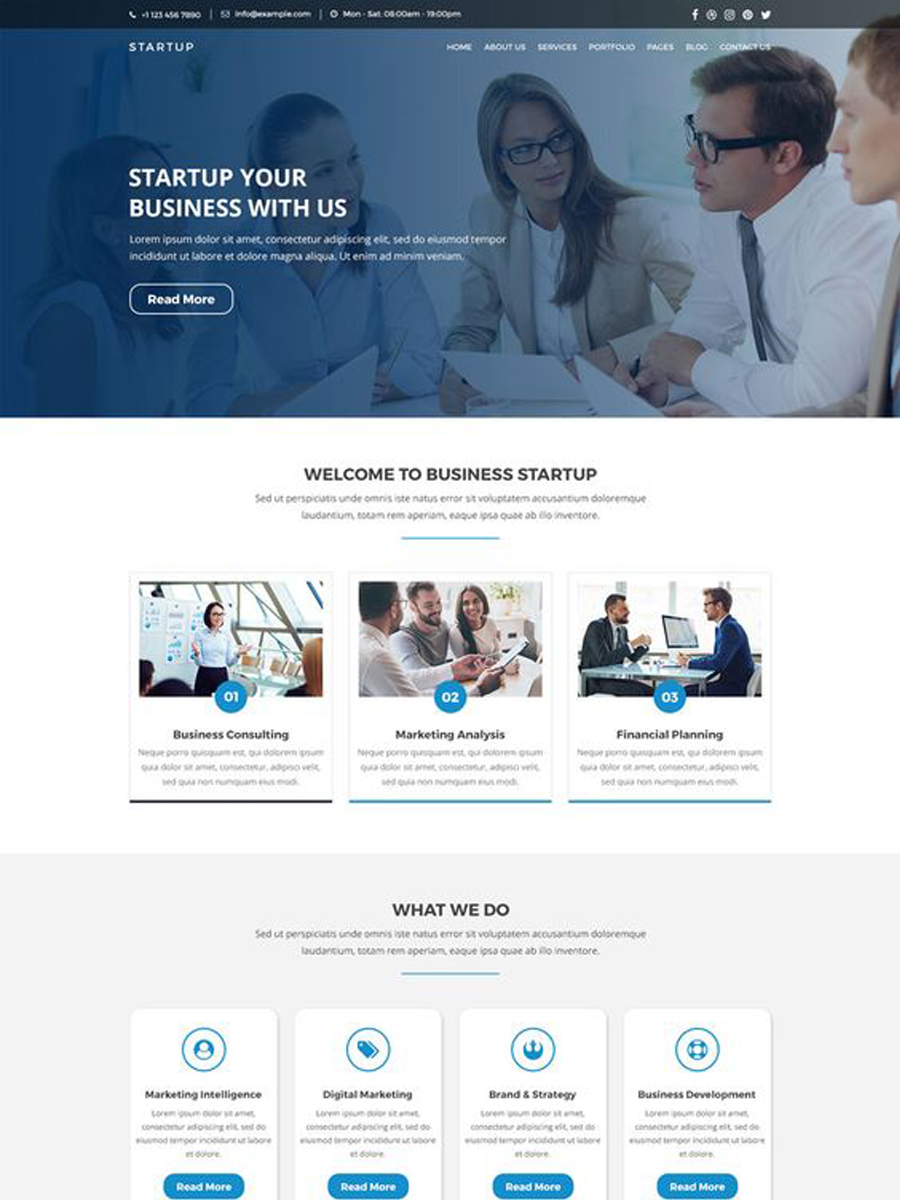 +1 123 456 7890 info@example.com Mon - Sat: 08:00am - 19:00pm
STARTUP HOME ABOUT US SERVICES PORTFOLIO PAGES BLOG CONTACT US
STARTUP YOUR
BUSINESS WITH US
Lorem ipsum dolor sit amet, consectetur adipiscing elit, sed do eiusmod tempor
incididunt ut labore et dolore magna aliqua. Ut enim ad minim veniam.
Read More
WELCOME TO BUSINESS STARTUP
Sed ut perspiciatis unde omnis iste natus error sit voluptatem accusantium doloremque
laudantium, totam rem aperiam, eaque ipsa quae ab illo inventore.
01
Business Consulting
Neque porro quisquam est, qui dolorem ipsum
quia dolor sit amet, consectetur, adipisci velit,
sed quia non numquam eius modi.
02
Marketing Analysis
Neque porro quisquam est, qui dolorem ipsum
quia dolor sit amet, consectetur, adipisci velit,
sed quia non numquam eius modi.
03
Financial Planning
Neque porro quisquam est, qui dolorem ipsum
quia dolor sit amet, consectetur, adipisci velit,
sed quia non numquam eius modi.
WHAT WE DO
Sed ut perspiciatis unde omnis iste natus error sit voluptatem accusantium doloremque
laudantium, totam rem aperiam, eaque ipsa quae ab illo inventore.
Marketing Intelligence
Lorem ipsum dolor sit amet,
consectetur adipiscing elit, sed do
eiusmod tempor incididunt ut labore
et dolore.
Read More
Digital Marketing
Lorem ipsum dolor sit amet,
consectetur adipiscing elit, sed do
eiusmod tempor incididunt ut labore
et dolore.
Read More
Brand & Strategy
Lorem ipsum dolor sit amet,
consectetur adipiscing elit, sed do
eiusmod tempor incididunt ut labore
et dolore.
Read More
Business Development
Lorem ipsum dolor sit amet,
consectetur adipiscing elit, sed do
eiusmod tempor incididunt ut labore
et dolore.
Read More